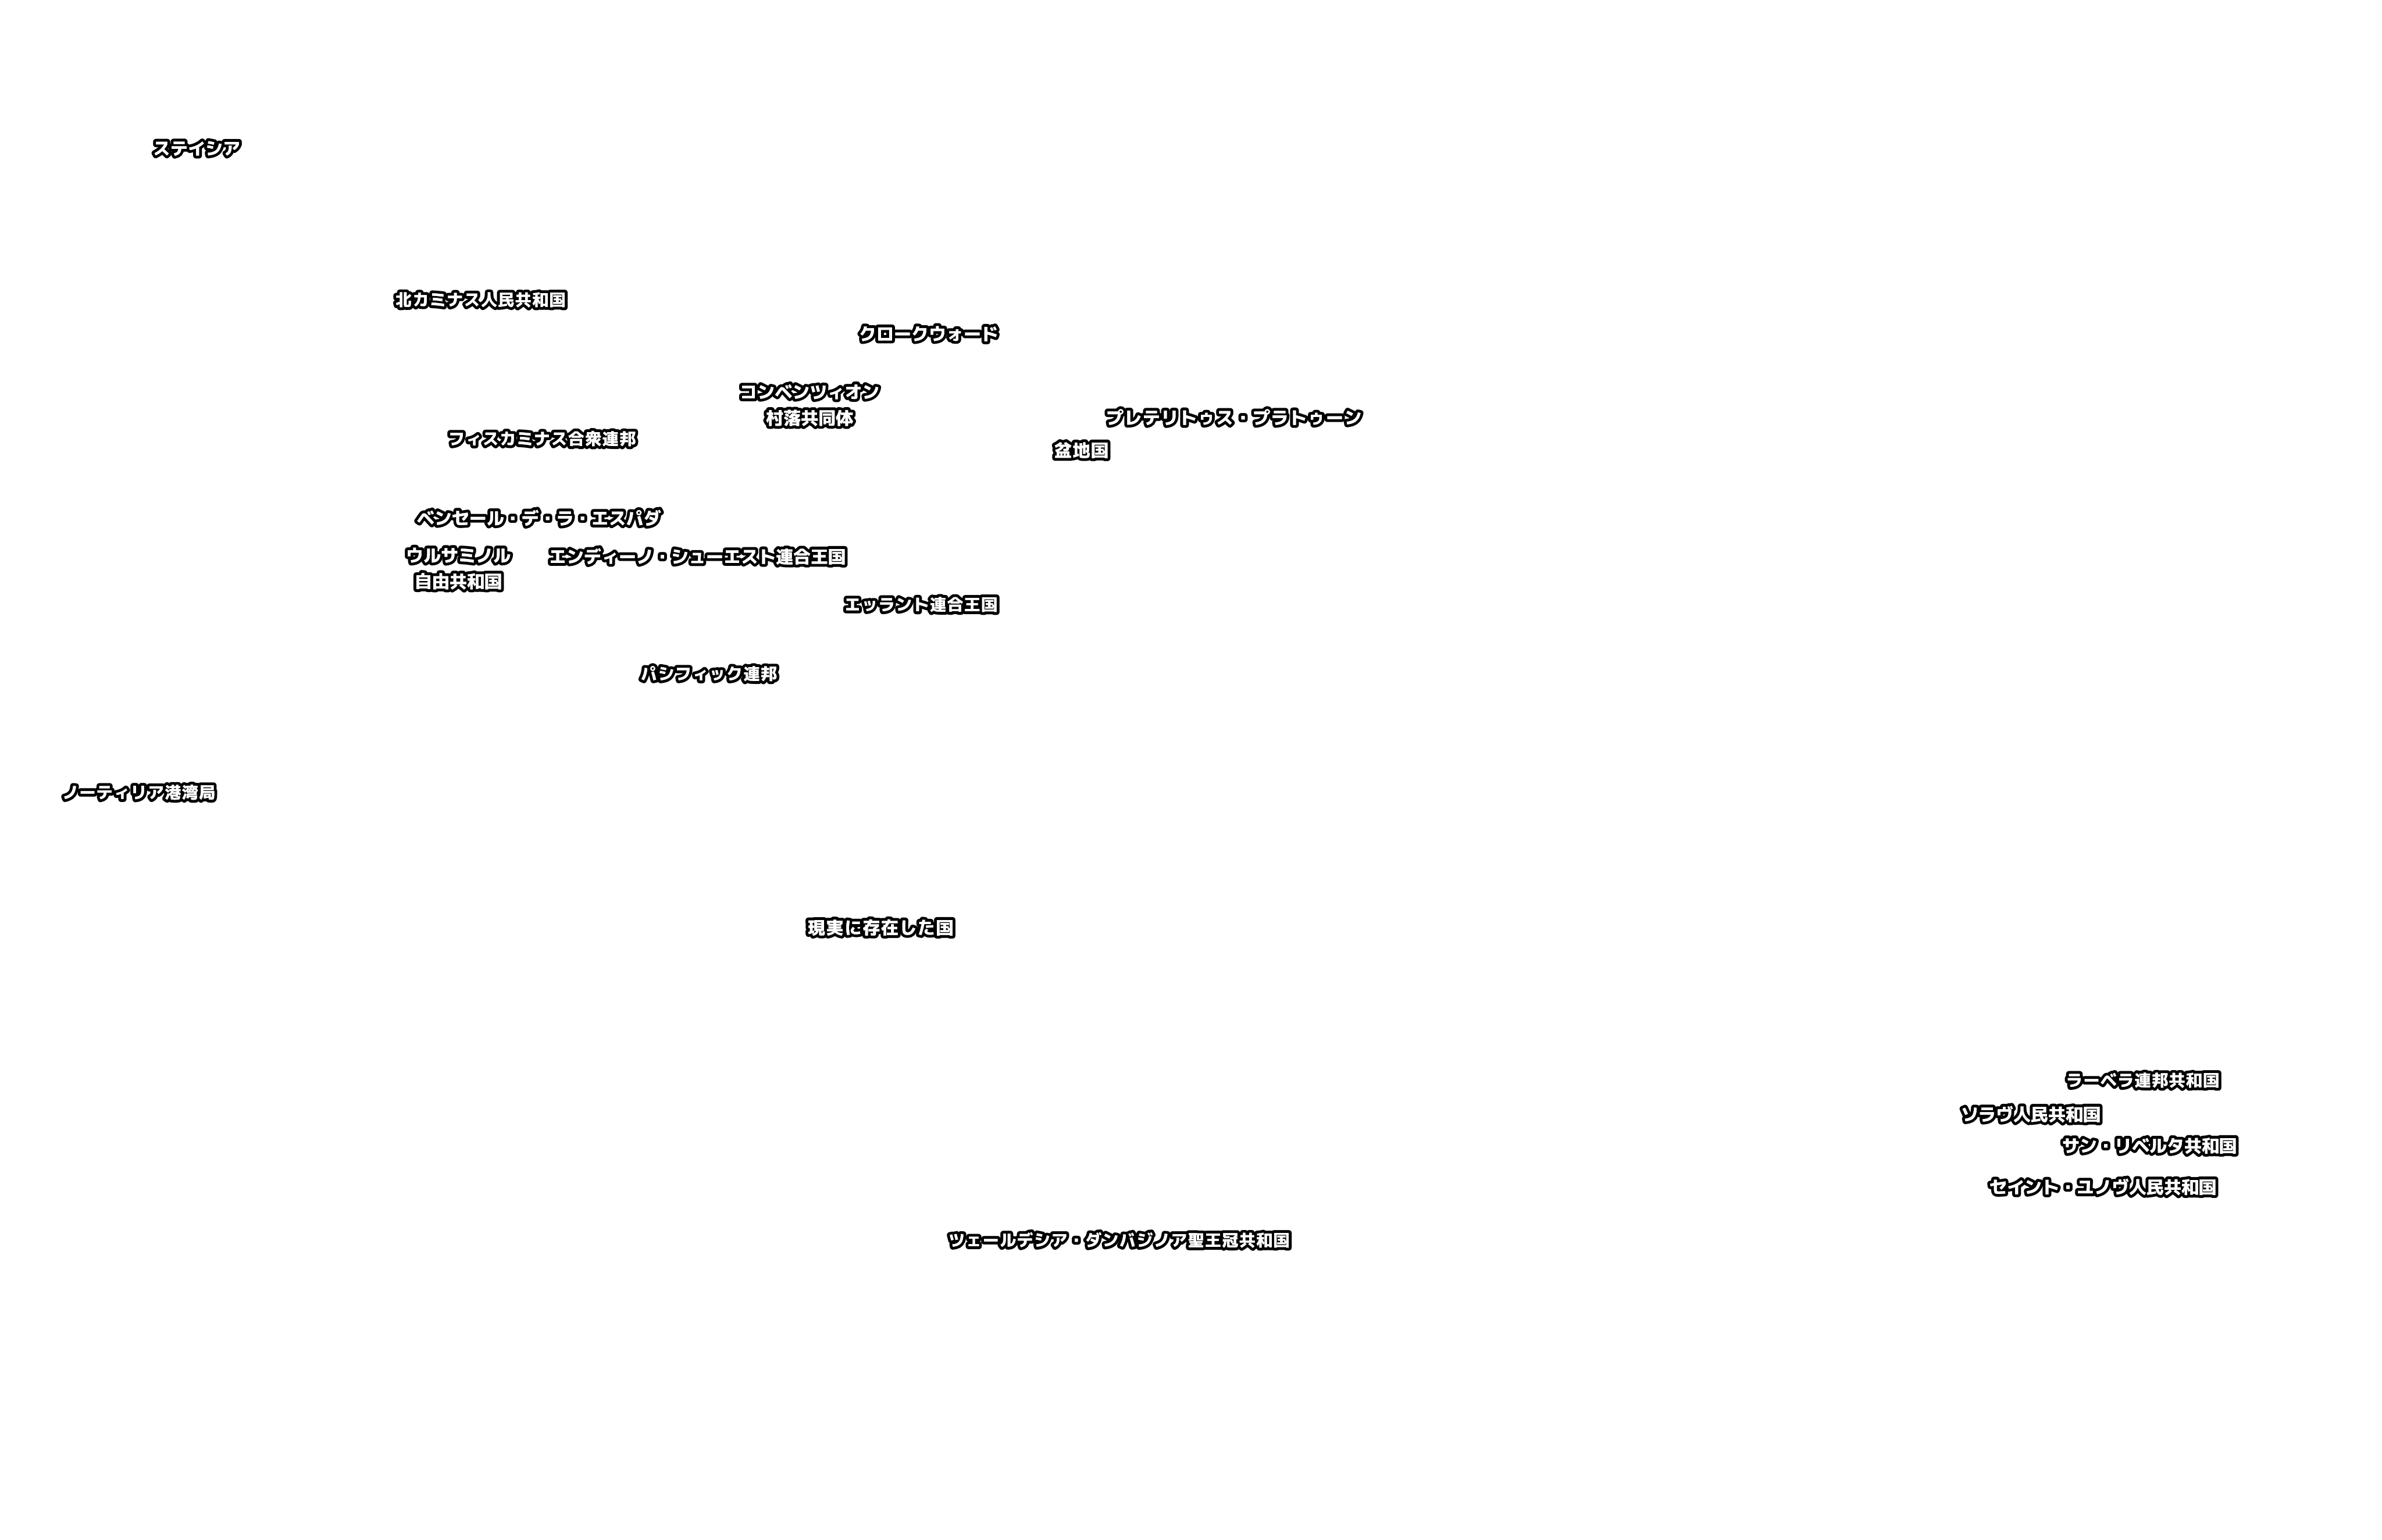 ステイシア
北カミナス人民共和国
クロークウォード
コンベンツィオン
村落共同体
プレテリトゥス・プラトゥーン
フィスカミナス合衆連邦
盆地国
ベンセール・デ・ラ・エスパダ
ウルサミノル
自由共和国
エンディーノ・シューエスト連合王国
エッラント連合王国
パシフィック連邦
ノーティリア港湾局
現実に存在した国
ラーベラ連邦共和国
ソラヴ人民共和国
サン・リベルタ共和国
セイント・ユノヴ人民共和国
ツェールデシア・ダンバジノア聖王冠共和国